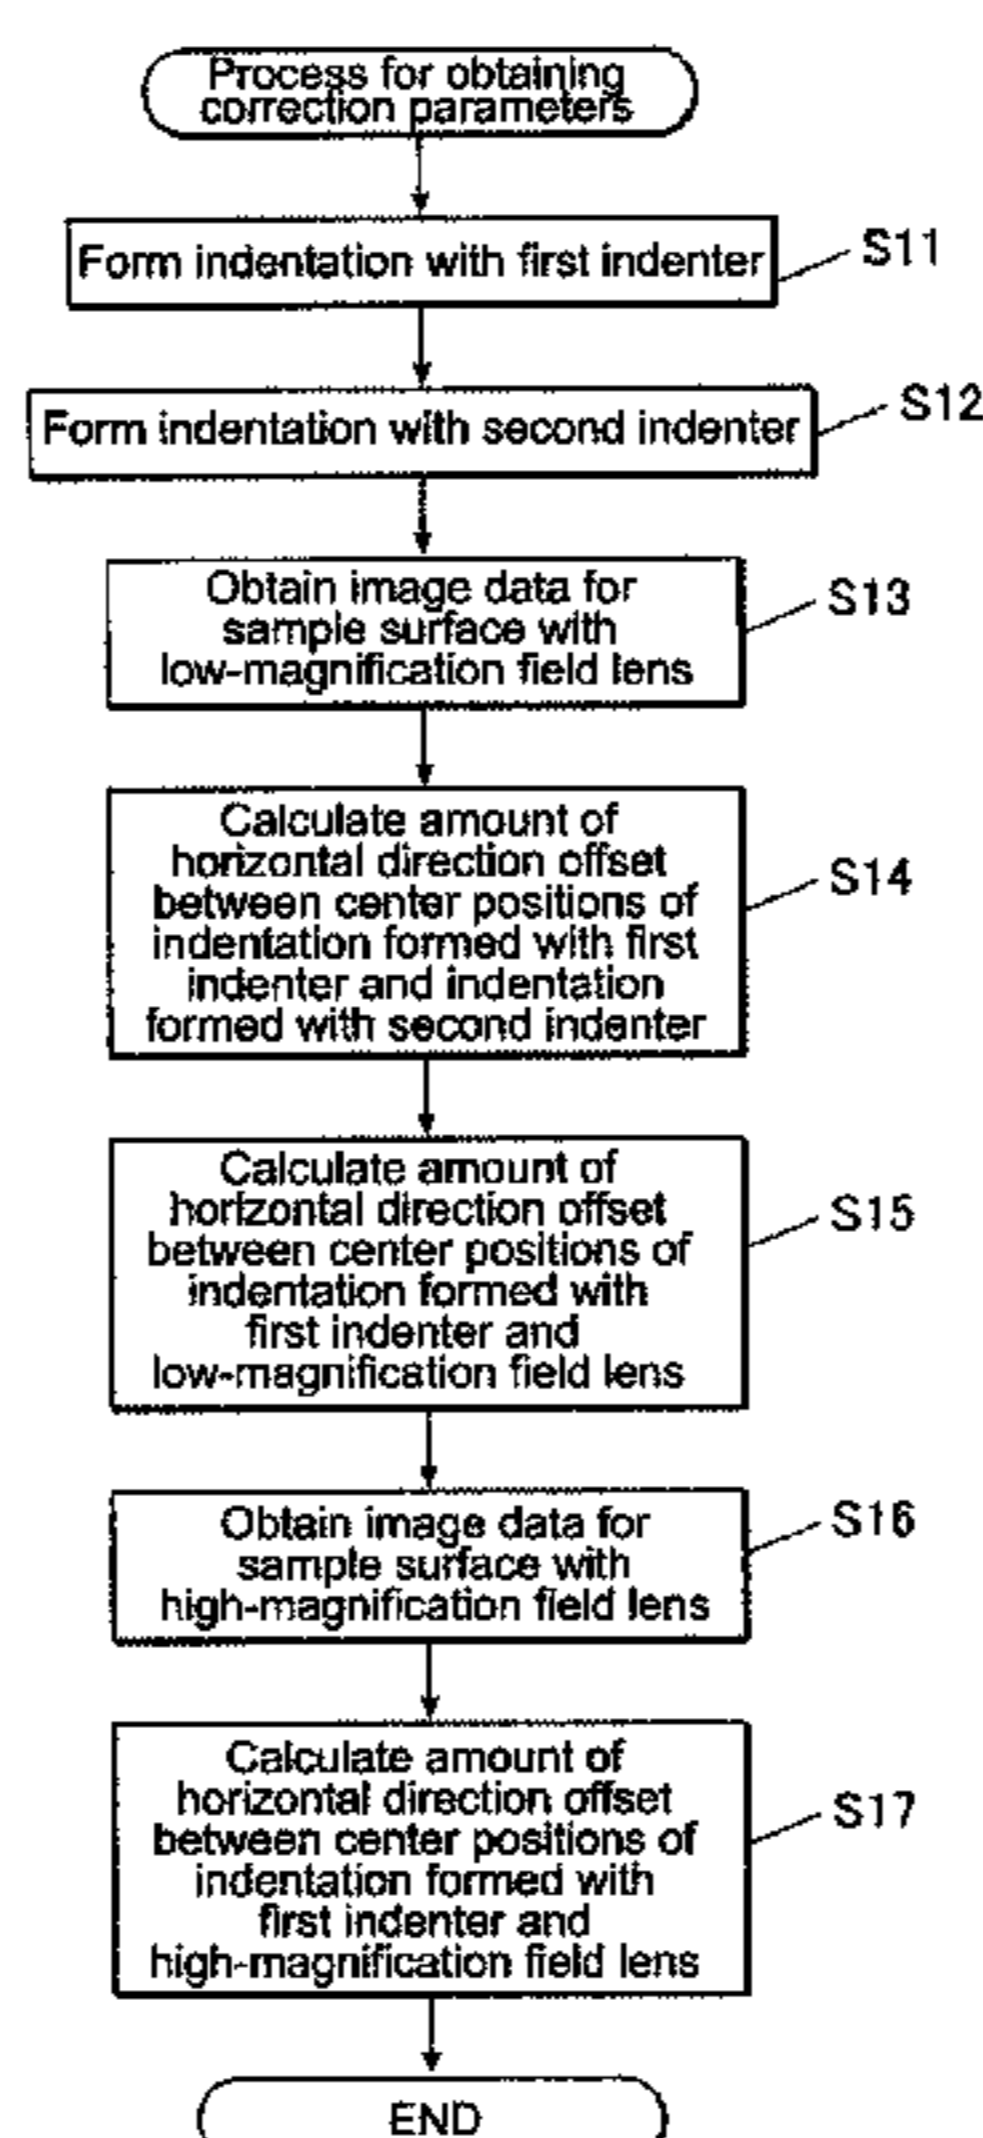 Process for obtaining
correction parameters
Form indentation with first indenter
S11
Form indentation with second indenter
S12
Obtain image data for
sample surface with
low-magnification field lens
S13
Calculate amount of
horizontal direction offset
between center positions of
indentation formed with first
indenter and indentation
formed with second indenter
S14
Calculate amount of
horizontal direction offset
between center positions of
indentation formed with
first indenter and
low-magnification field lens
S15
Obtain image data for
sample surface with
high-magnification field lens
S16
Calculate amount of
horizontal direction offset
between center positions of
indentation formed with
first indenter and
high-magnification field lens
S17
END